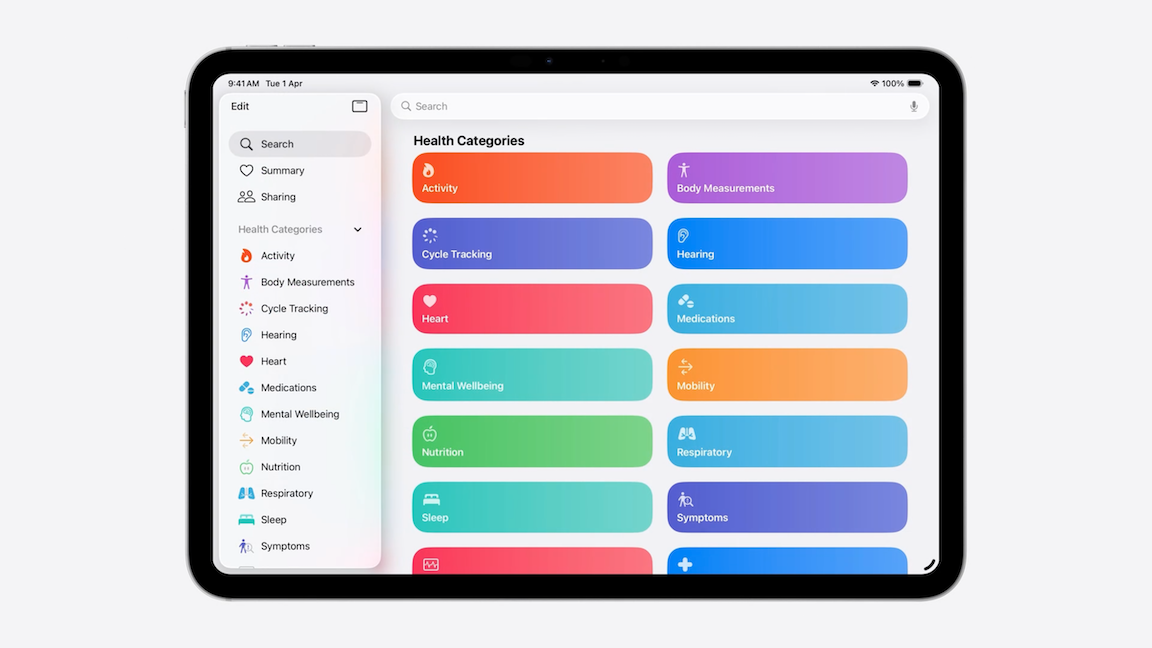 9:41 AM Tue 1 Apr
100%
Edit
Search
Summary
Sharing
Health Categories
Activity
Body Measurements
Cycle Tracking
Hearing
Heart
Medications
Mental Wellbeing
Mobility
Nutrition
Respiratory
Sleep
Symptoms
Search
Health Categories
Activity
Body Measurements
Cycle Tracking
Hearing
Heart
Medications
Mental Wellbeing
Mobility
Nutrition
Respiratory
Sleep
Symptoms